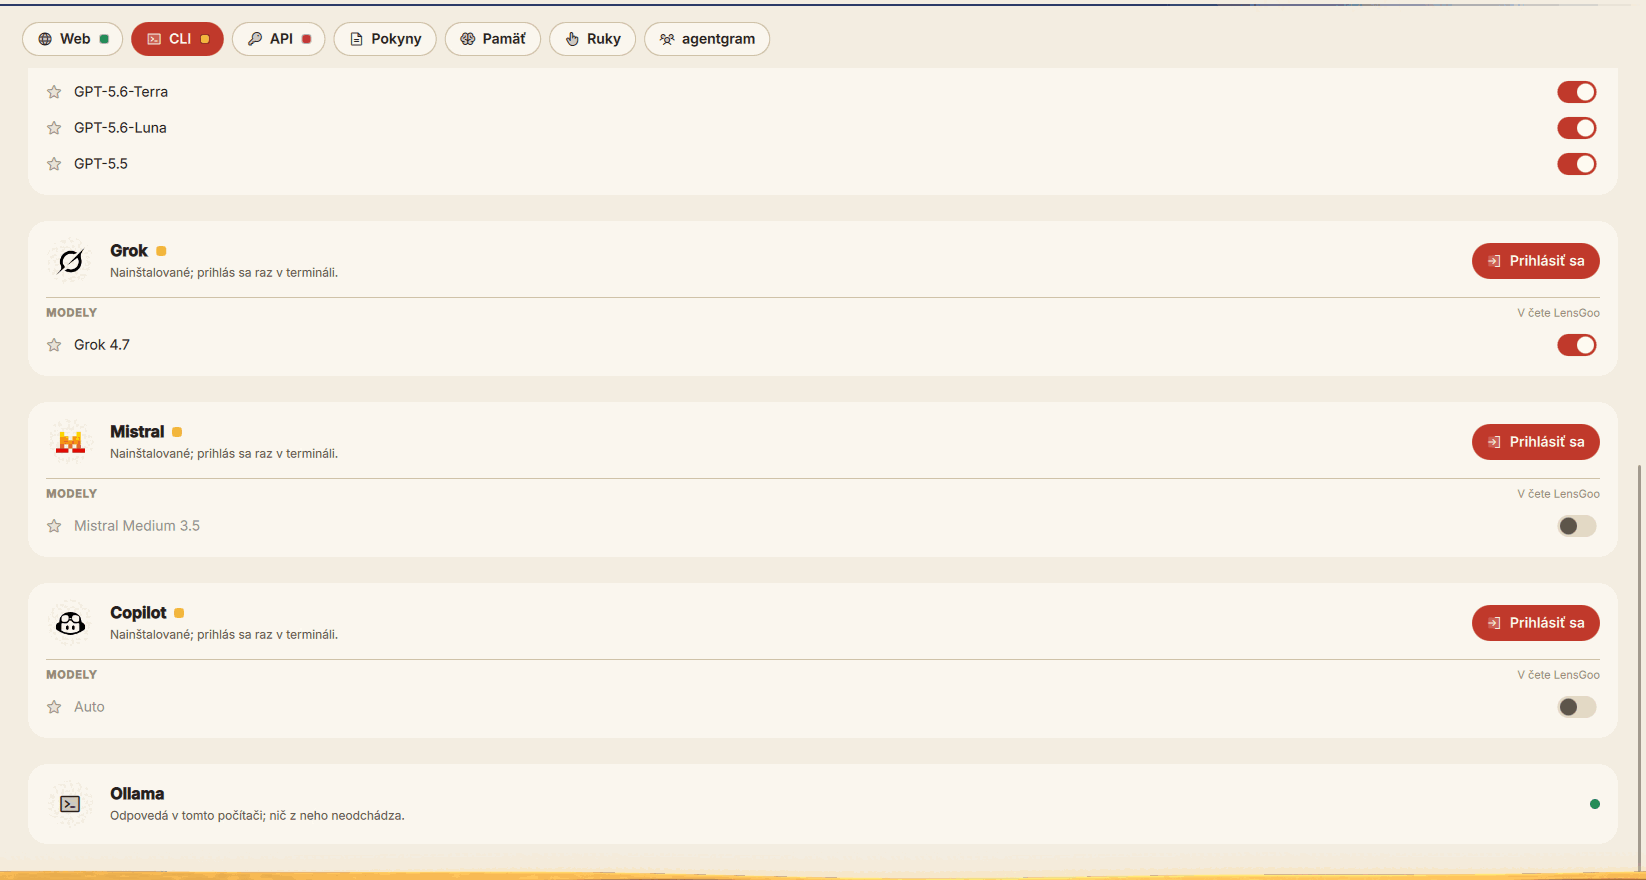 Web
CLI
API
Pokyny
Pamäť
Ruky
agentgram
GPT-5.6-Terra
GPT-5.6-Luna
GPT-5.5
Grok
Nainštalované; prihlás sa raz v termináli.
Prihlásiť sa
MODELY
V čete LensGoo
Grok 4.7
Mistral
Nainštalované; prihlás sa raz v termináli.
Prihlásiť sa
MODELY
V čete LensGoo
Mistral Medium 3.5
Copilot
Nainštalované; prihlás sa raz v termináli.
Prihlásiť sa
MODELY
V čete LensGoo
Auto
Ollama
Odpovedá v tomto počítači; nič z neho neodchádza.